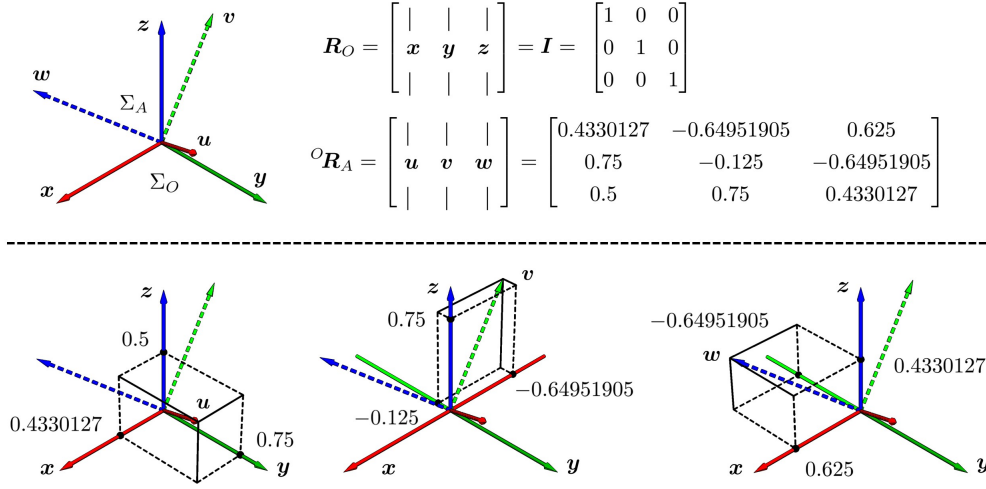 z v
w Σ_A
u
x Σ_O y
R_O = [ x y z ] = I = [ 1 0 0
0 1 0
0 0 1 ]
^O R_A = [ u v w ] = [ 0.4330127 −0.64951905 0.625
0.75 −0.125 −0.64951905
0.5 0.75 0.4330127 ]
z
0.5
u
0.4330127
0.75
x y
z v
0.75
−0.64951905
−0.125
x y
z
−0.64951905
w 0.4330127
x 0.625 y